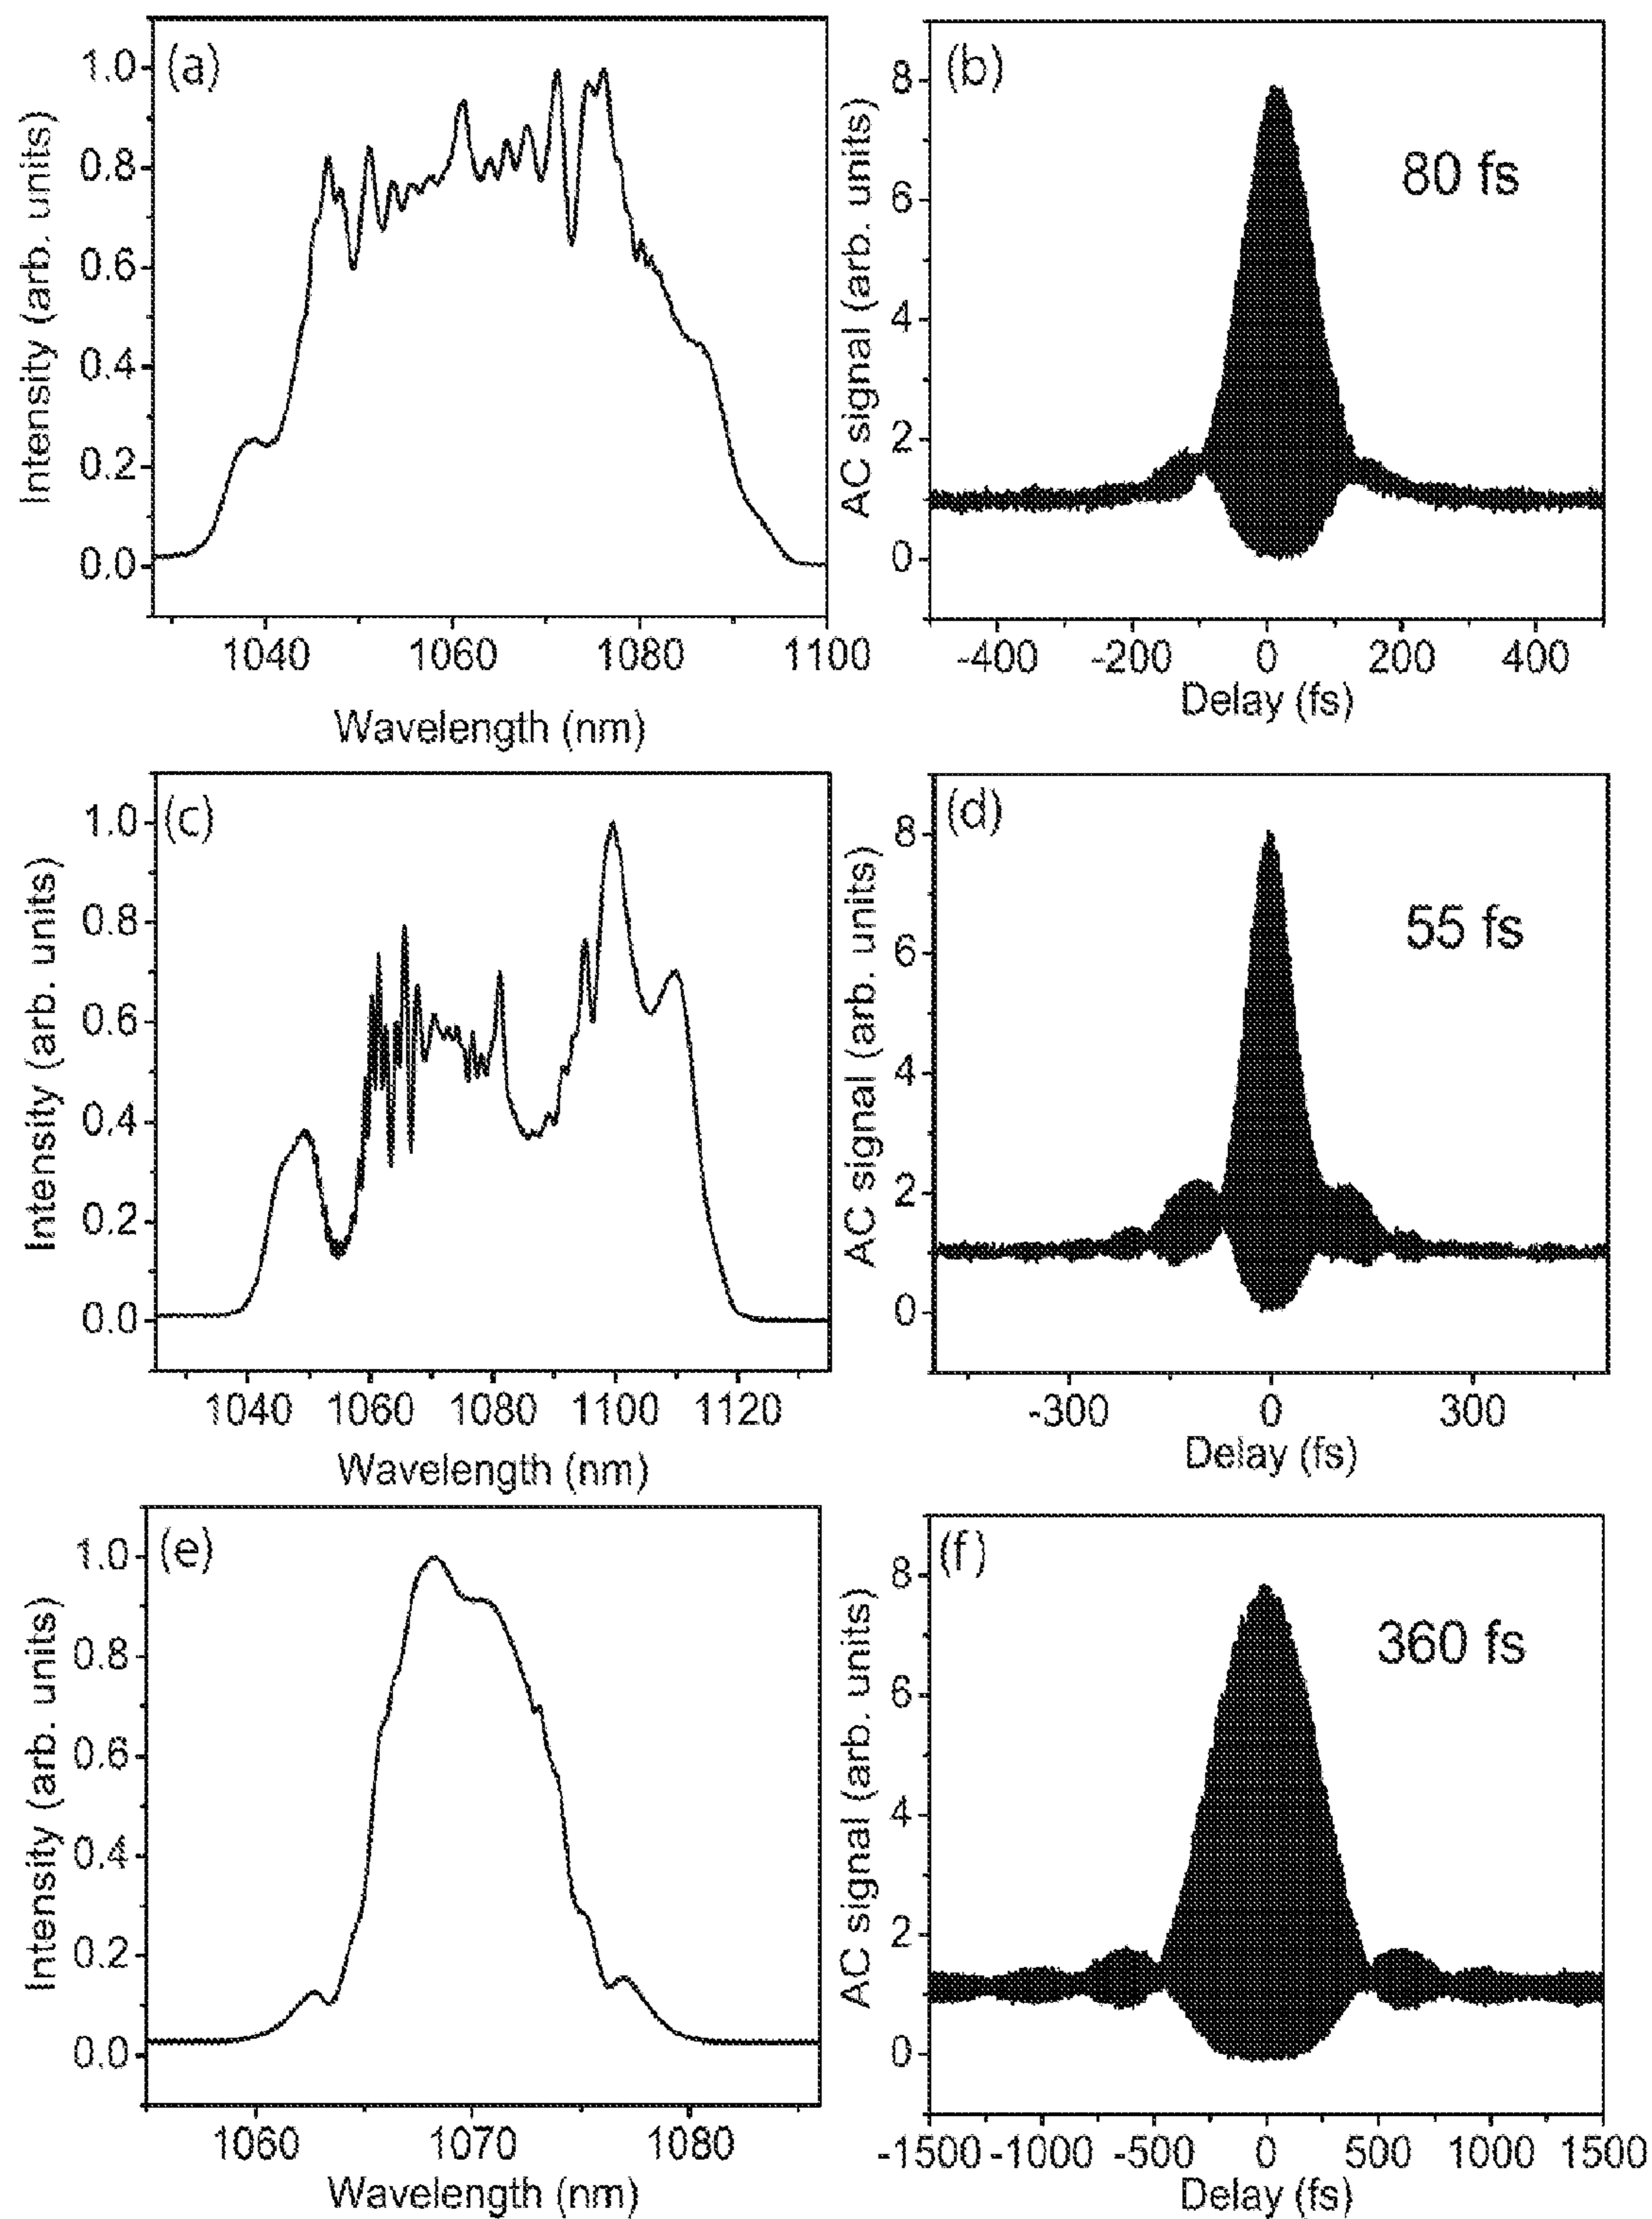 (a)
Intensity (arb. units)
1.0
0.8
0.6
0.4
0.2
0.0
1040 1060 1080 1100
Wavelength (nm)
(b)
80 fs
AC signal (arb. units)
8
6
4
2
0
-400 -200 0 200 400
Delay (fs)
(c)
Intensity (arb. units)
1.0
0.8
0.6
0.4
0.2
0.0
1040 1060 1080 1100 1120
Wavelength (nm)
(d)
55 fs
AC signal (arb. units)
8
6
4
2
0
-300 0 300
Delay (fs)
(e)
Intensity (arb. units)
1.0
0.8
0.6
0.4
0.2
0.0
1060 1070 1080
Wavelength (nm)
(f)
360 fs
AC signal (arb. units)
8
6
4
2
0
-1500 -1000 -500 0 500 1000 1500
Delay (fs)